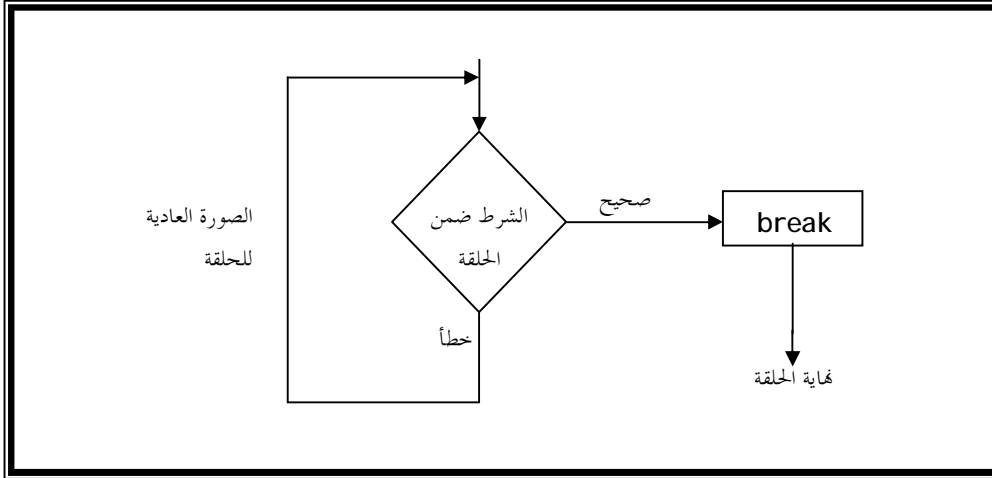 الصورة العادية
للحلقة
الشرط ضمن
الحلقة
صحيح
break
خطأ
نهاية الحلقة